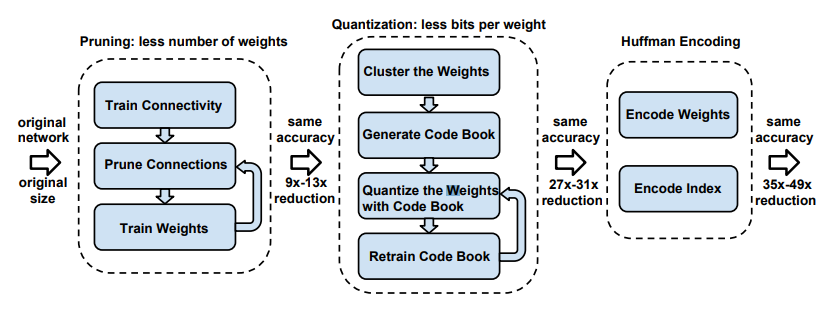 Pruning: less number of weights
Quantization: less bits per weight
Huffman Encoding
original
network
original
size
Train Connectivity
Prune Connections
Train Weights
same
accuracy
9x-13x
reduction
Cluster the Weights
Generate Code Book
Quantize the Weights
with Code Book
Retrain Code Book
same
accuracy
27x-31x
reduction
Encode Weights
Encode Index
same
accuracy
35x-49x
reduction